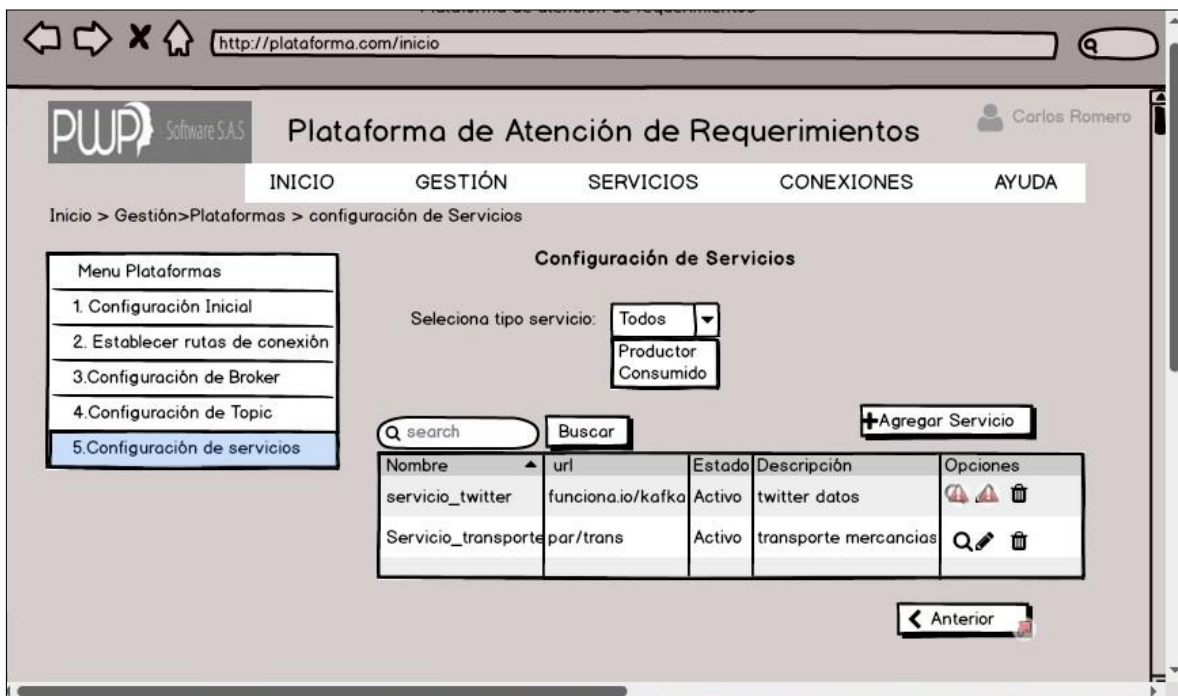 http://plataforma.com/inicio
PWP Software S.A.S
Plataforma de Atención de Requerimientos
Carlos Romero
INICIO GESTIÓN SERVICIOS CONEXIONES AYUDA
Inicio > Gestión>Plataformas > configuración de Servicios
Menu Plataformas
1. Configuración Inicial
2. Establecer rutas de conexión
3.Configuración de Broker
4.Configuración de Topic
5.Configuración de servicios
Configuración de Servicios
Selecciona tipo servicio: Todos
Productor
Consumido
+Agregar Servicio
search Buscar
Nombre url Estado Descripción Opciones
servicio_twitter funciona.io/kafka Activo twitter datos
Servicio_transporte par/trans Activo transporte mercancias
Anterior